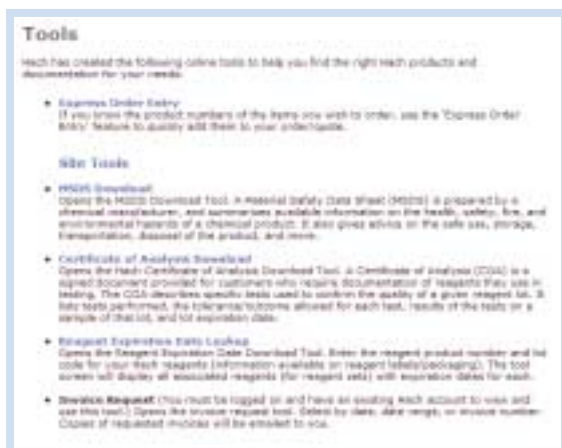 Tools
Hach has created the following online tools to help you find the right Hach products and
documentation for your needs.
• Express Order Entry
If you know the product numbers of the items you wish to order, use the 'Express Order
Entry' feature to quickly add them to your order/quote.
Site Tools
• MSDS Download
Opens the MSDS Download Tool. A Material Safety Data Sheet (MSDS) is prepared by a
chemical manufacturer, and summarizes available information on the health, safety, fire, and
environmental hazards of a chemical product. It also gives advice on the safe use, storage,
transportation, disposal of the product, and more.
• Certificate of Analysis Download
Opens the Hach Certificate of Analysis Download Tool. A Certificate of Analysis (COA) is a
signed document provided for customers who require documentation of reagents they use in
testing. The COA describes specific tests used to confirm the quality of a given reagent lot. It
lists tests performed, the tolerance/outcome allowed for each test, results of the tests on a
sample of that lot, and lot expiration date.
• Reagent Expiration Date Lookup
Opens the Reagent Expiration Date Download Tool. Enter the reagent product number and lot
code for your Hach reagents (information available on reagent labels/packaging). The tool
screen will display all associated reagents (for reagent sets) with expiration dates for each.
• Invoice Request (You must be logged on and have an existing Hach account to view and
use this tool.) Opens the invoice request tool. Select by date, date range, or invoice number.
Copies of requested invoices will be emailed to you.